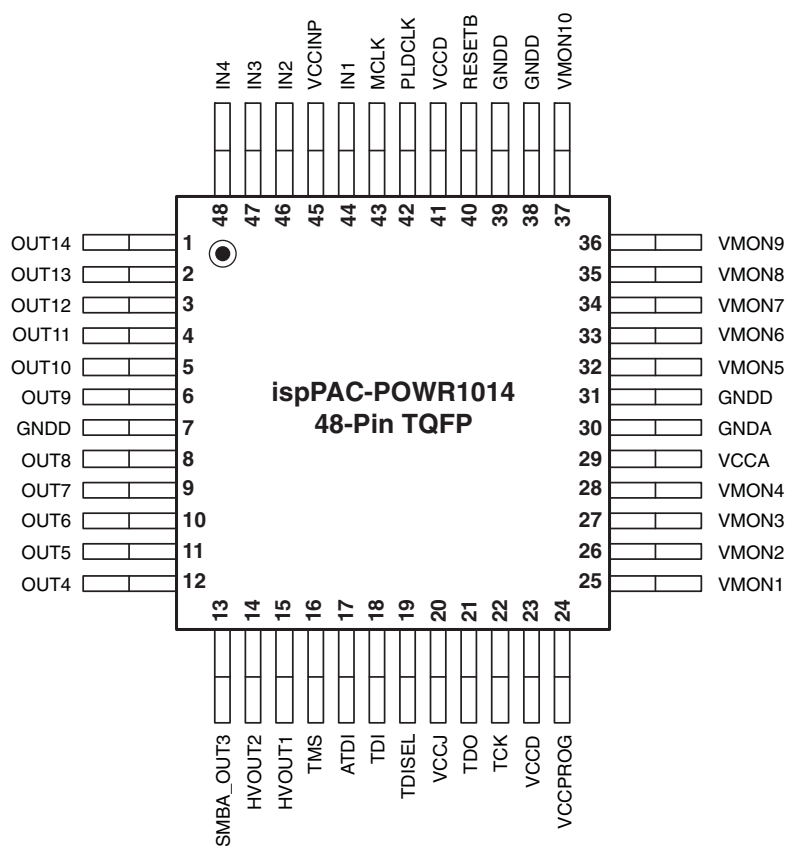 IN4
IN3
IN2
VCCINP
IN1
MCLK
PLDCLK
VCCD
RESETB
GNDD
GNDD
VMON10
48
47
46
45
44
43
42
41
40
39
38
37
OUT14 1
OUT13 2
OUT12 3
OUT11 4
OUT10 5
OUT9 6
GNDD 7
OUT8 8
OUT7 9
OUT6 10
OUT5 11
OUT4 12
ispPAC-POWR1014
48-Pin TQFP
36 VMON9
35 VMON8
34 VMON7
33 VMON6
32 VMON5
31 GNDD
30 GNDA
29 VCCA
28 VMON4
27 VMON3
26 VMON2
25 VMON1
13
14
15
16
17
18
19
20
21
22
23
24
SMBA_OUT3
HVOUT2
HVOUT1
TMS
ATDI
TDI
TDISEL
VCCJ
TDO
TCK
VCCD
VCCPROG